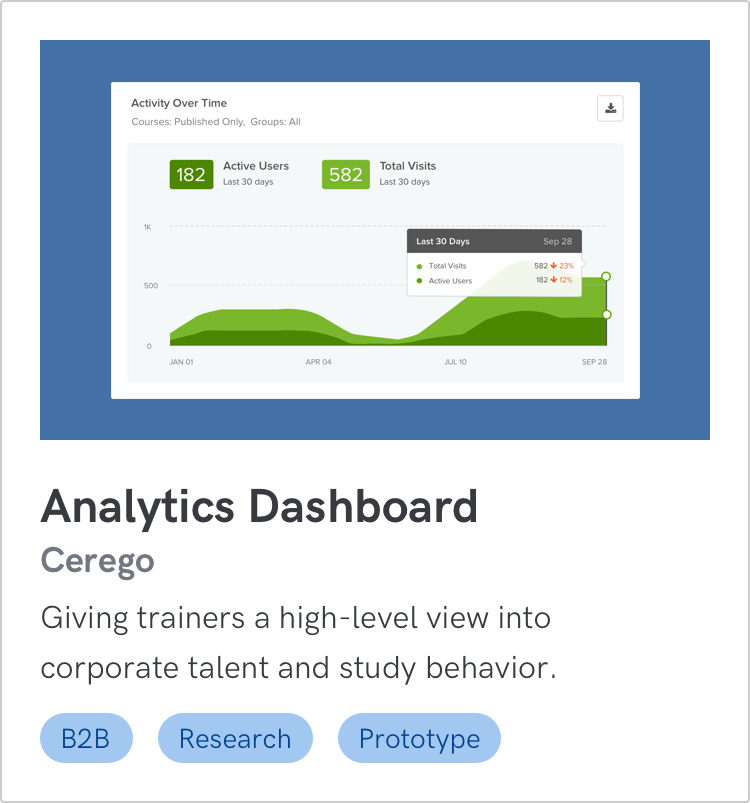 Activity Over Time
Courses: Published Only,  Groups: All
182 Active Users Last 30 days
582 Total Visits Last 30 days
1K
Last 30 Days Sep 28
Total Visits 582 23%
Active Users 182 12%
500
0
JAN 01 APR 04 JUL 10 SEP 28
Analytics Dashboard
Cerego
Giving trainers a high-level view into
corporate talent and study behavior.
B2B Research Prototype